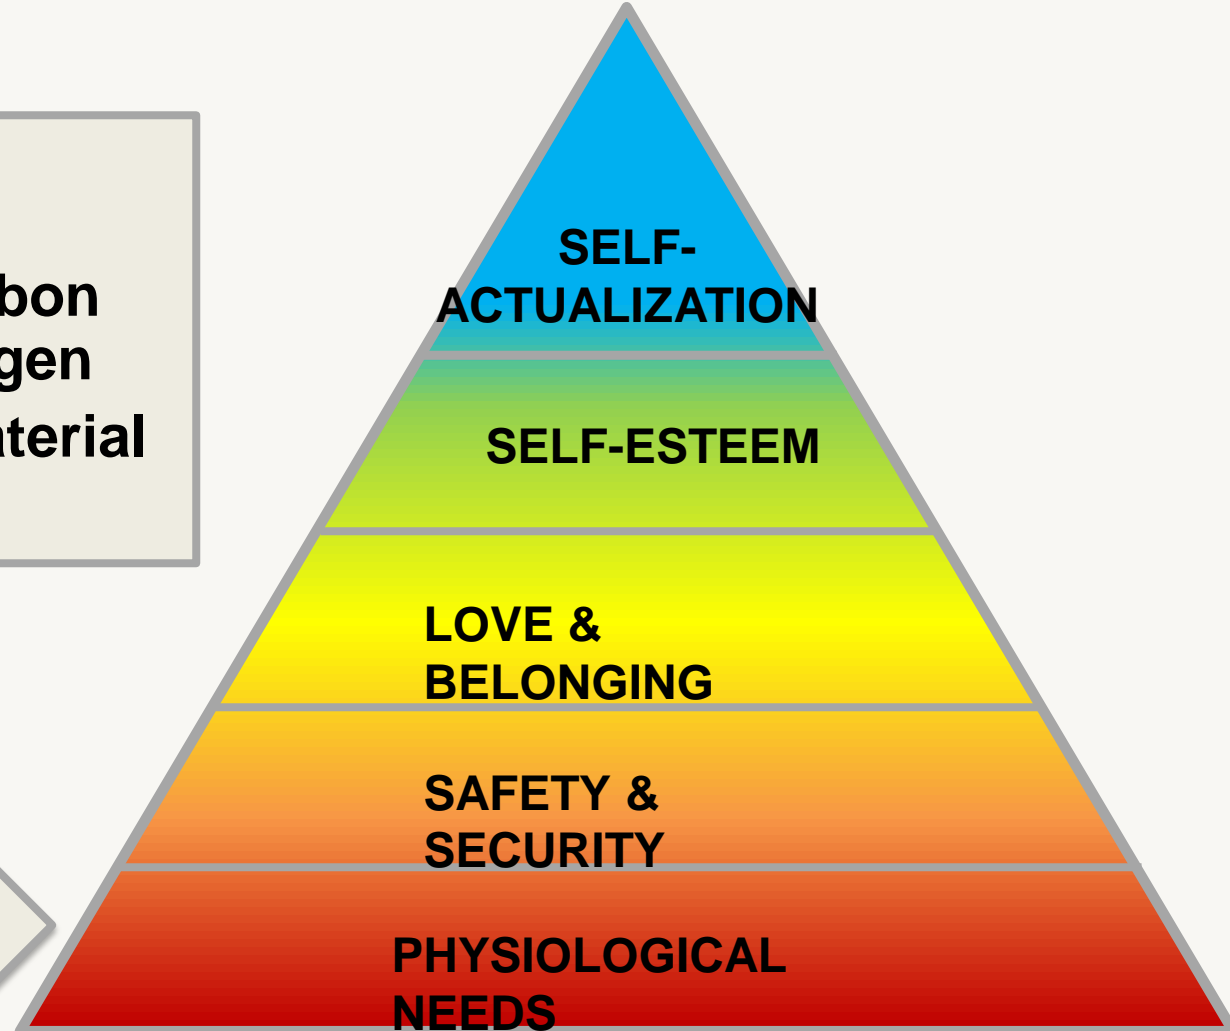 bon
gen
aterial
SELF-
ACTUALIZATION
SELF-ESTEEM
LOVE &
BELONGING
SAFETY &
SECURITY
PHYSIOLOGICAL
NEEDS